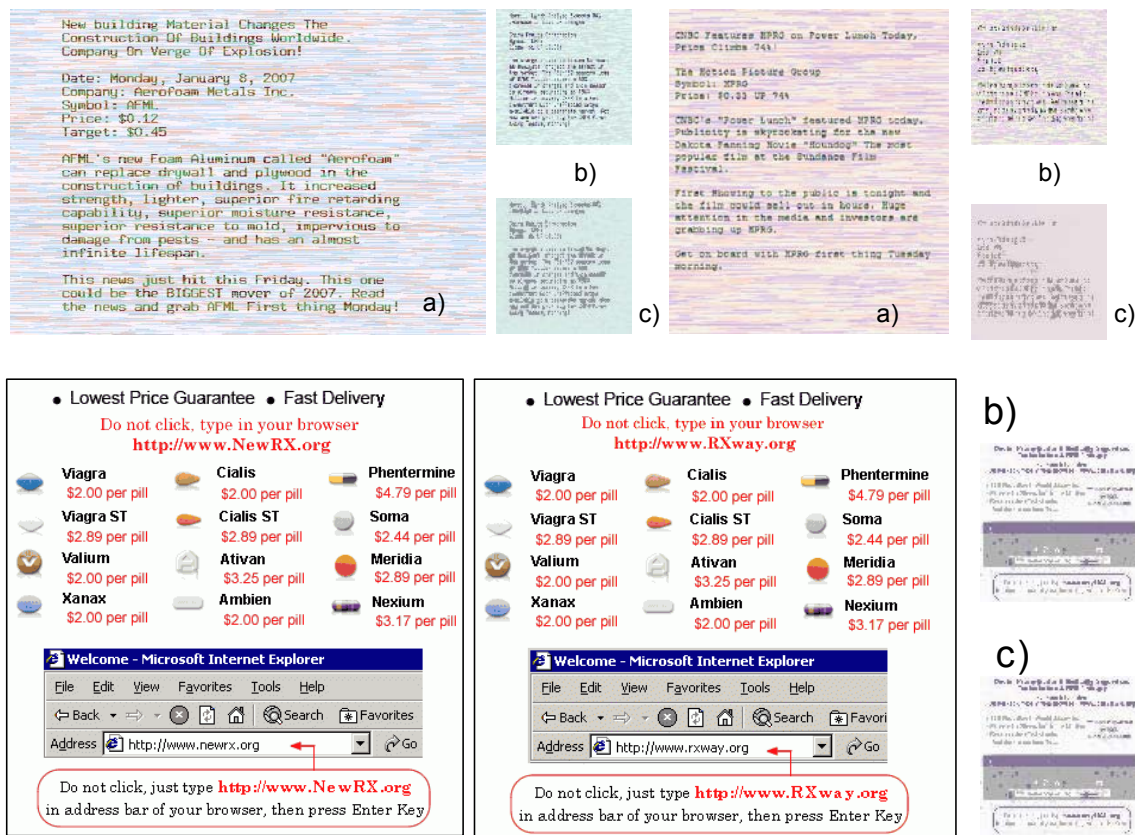 New building Material Changes The
Construction Of Buildings Worldwide.
Company On Verge Of Explosion!
Date: Monday, January 8, 2007
Company: Aerofoam Metals Inc.
Symbol: AFML
Price: $0.12
Target: $0.45
AFML's new Foam Aluminum called "Aerofoam"
can replace drywall and plywood in the
construction of buildings. It increased
strength, lighter, superior fire retarding
capability, superior moisture resistance,
superior resistance to mold, impervious to
damage from pests - and has an almost
infinite lifespan.
This news just hit this Friday. This one
could be the BIGGEST mover of 2007. Read
the news and grab AFML First thing Monday!
a)
b)
c)
CNBC Features MPRG on Power Lunch Today,
Price Climbs 74%!
The Motion Picture Group
Symbol: MPRG
Price: $0.33 UP 74%
CNBC's "Power Lunch" featured MPRG today.
Publicity is skyrocketing for the new
Dakota Fanning Movie "Houndog" The most
popular film at the Sundance Film
Festival.
First Showing to the public is tonight and
the film could sell out in hours. Huge
attention in the media and investors are
grabbing up MPRG.
Get on board with MPRG first thing Tuesday
morning.
a)
b)
c)
• Lowest Price Guarantee • Fast Delivery
Do not click, type in your browser
http://www.NewRX.org
Viagra Cialis Phentermine
$2.00 per pill $2.00 per pill $4.79 per pill
Viagra ST Cialis ST Soma
$2.89 per pill $2.89 per pill $2.44 per pill
Valium Ativan Meridia
$2.00 per pill $3.25 per pill $2.89 per pill
Xanax Ambien Nexium
$2.00 per pill $2.00 per pill $3.17 per pill
Welcome - Microsoft Internet Explorer
File Edit View Favorites Tools Help
Back Search Favorites
Address http://www.newrx.org Go
Do not click, just type http://www.NewRX.org
in address bar of your browser, then press Enter Key
• Lowest Price Guarantee • Fast Delivery
Do not click, type in your browser
http://www.RXway.org
Viagra Cialis Phentermine
$2.00 per pill $2.00 per pill $4.79 per pill
Viagra ST Cialis ST Soma
$2.89 per pill $2.89 per pill $2.44 per pill
Valium Ativan Meridia
$2.00 per pill $3.25 per pill $2.89 per pill
Xanax Ambien Nexium
$2.00 per pill $2.00 per pill $3.17 per pill
Welcome - Microsoft Internet Explorer
File Edit View Favorites Tools Help
Back Search Favori
Address http://www.rxway.org Go
Do not click, just type http://www.RXway.org
in address bar of your browser, then press Enter Key
b)
c)